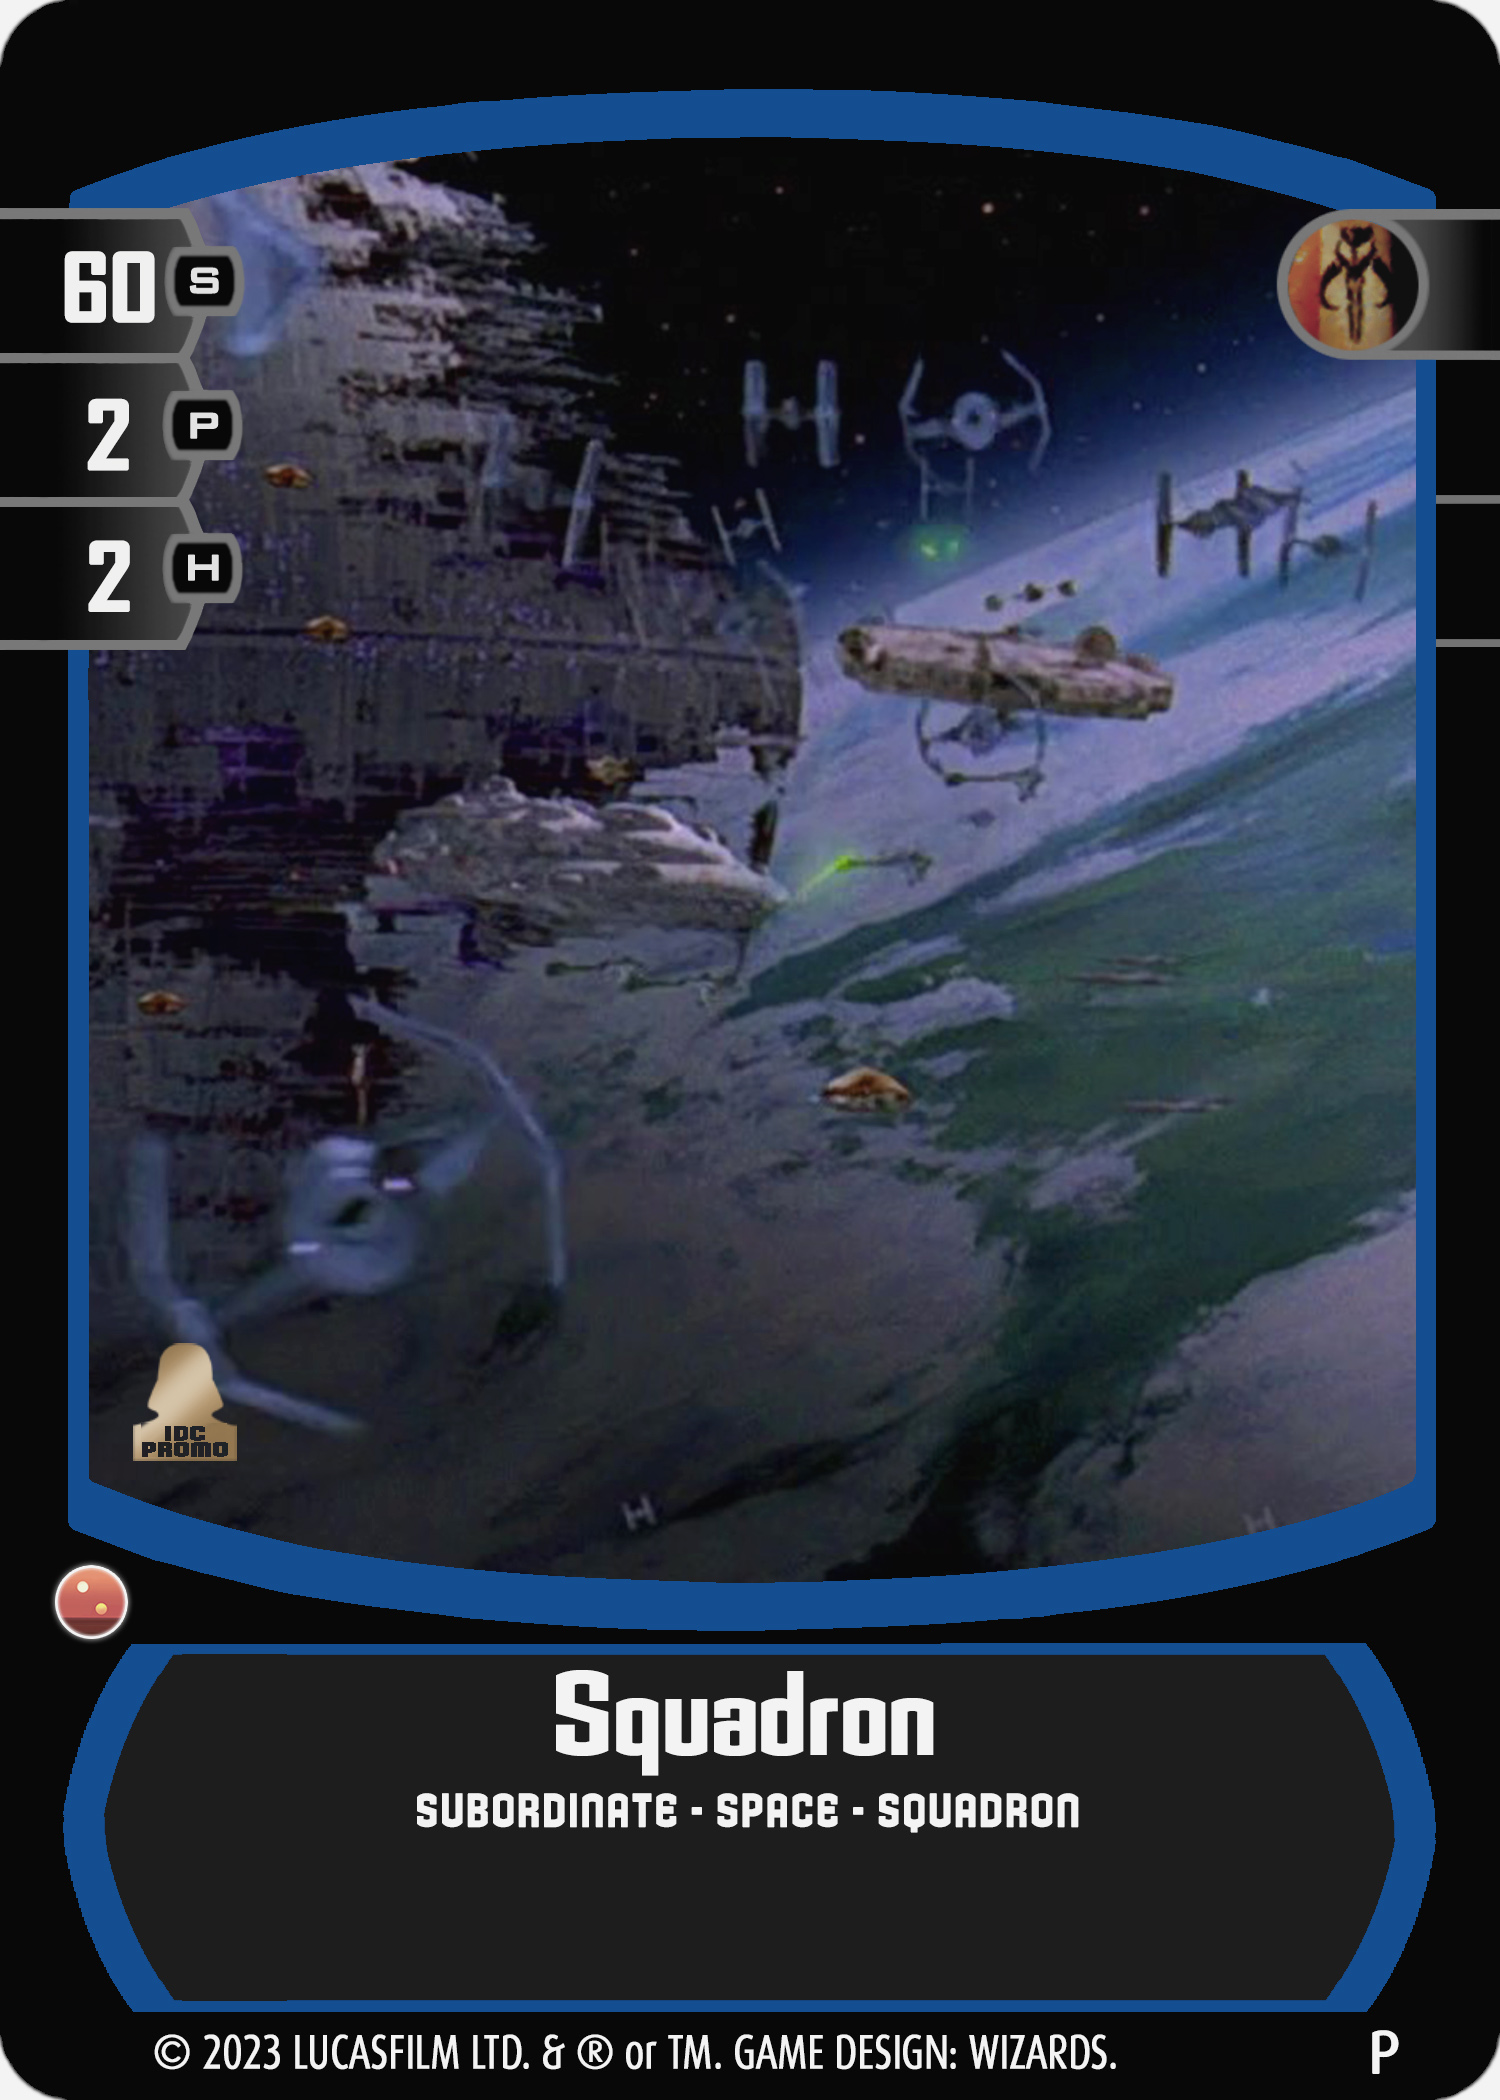 60 S
2 P
2 H
IDC
PROMO
Squadron
SUBORDINATE - SPACE - SQUADRON
© 2023 LUCASFILM LTD. & ® or TM. GAME DESIGN: WIZARDS.
P